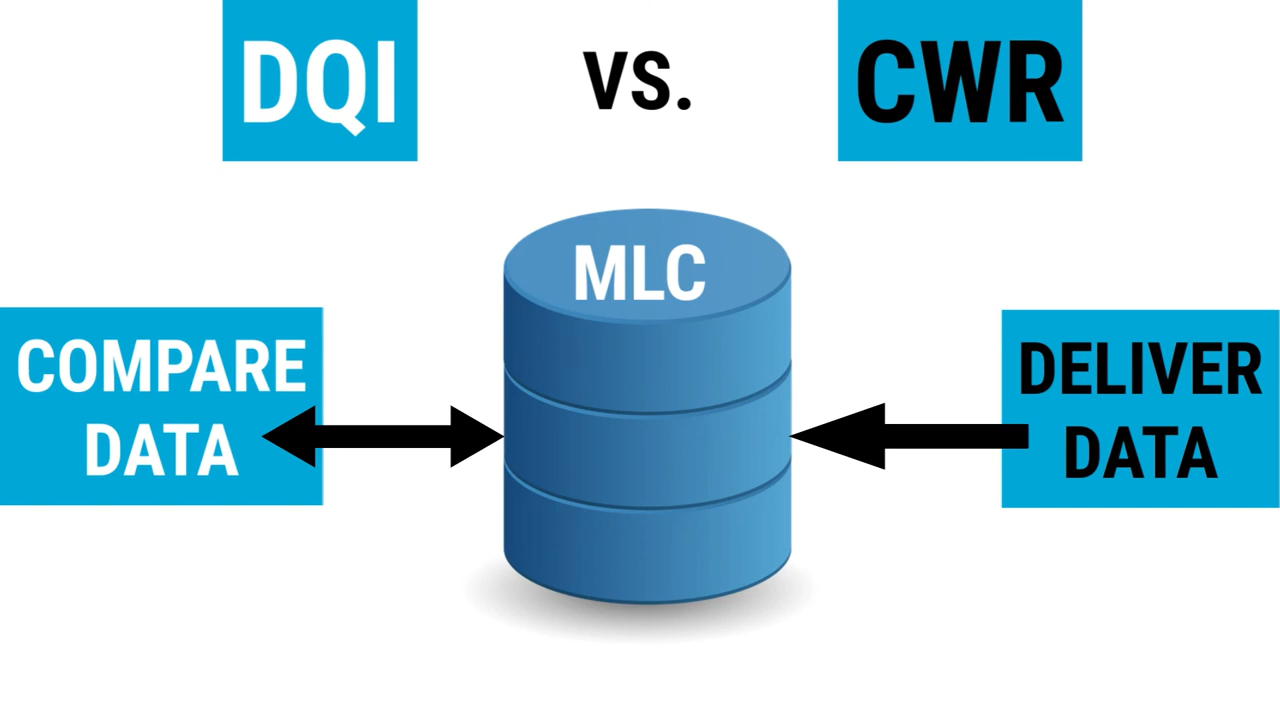 DQI
VS.
CWR
MLC
COMPARE
DATA
DELIVER
DATA